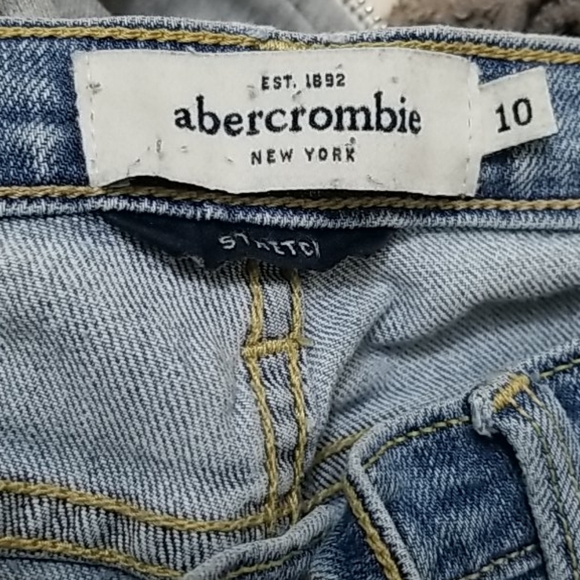 EST. 1892
abercrombie
10
NEW YORK
STRETCH